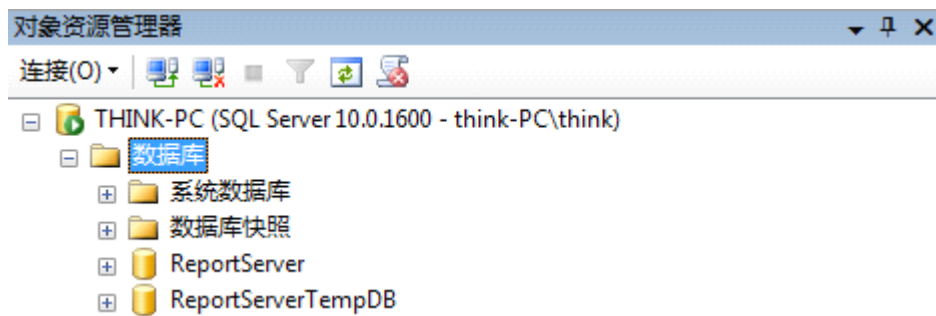 对象资源管理器
连接(O)
THINK-PC (SQL Server 10.0.1600 - think-PC\think)
数据库
系统数据库
数据库快照
ReportServer
ReportServerTempDB